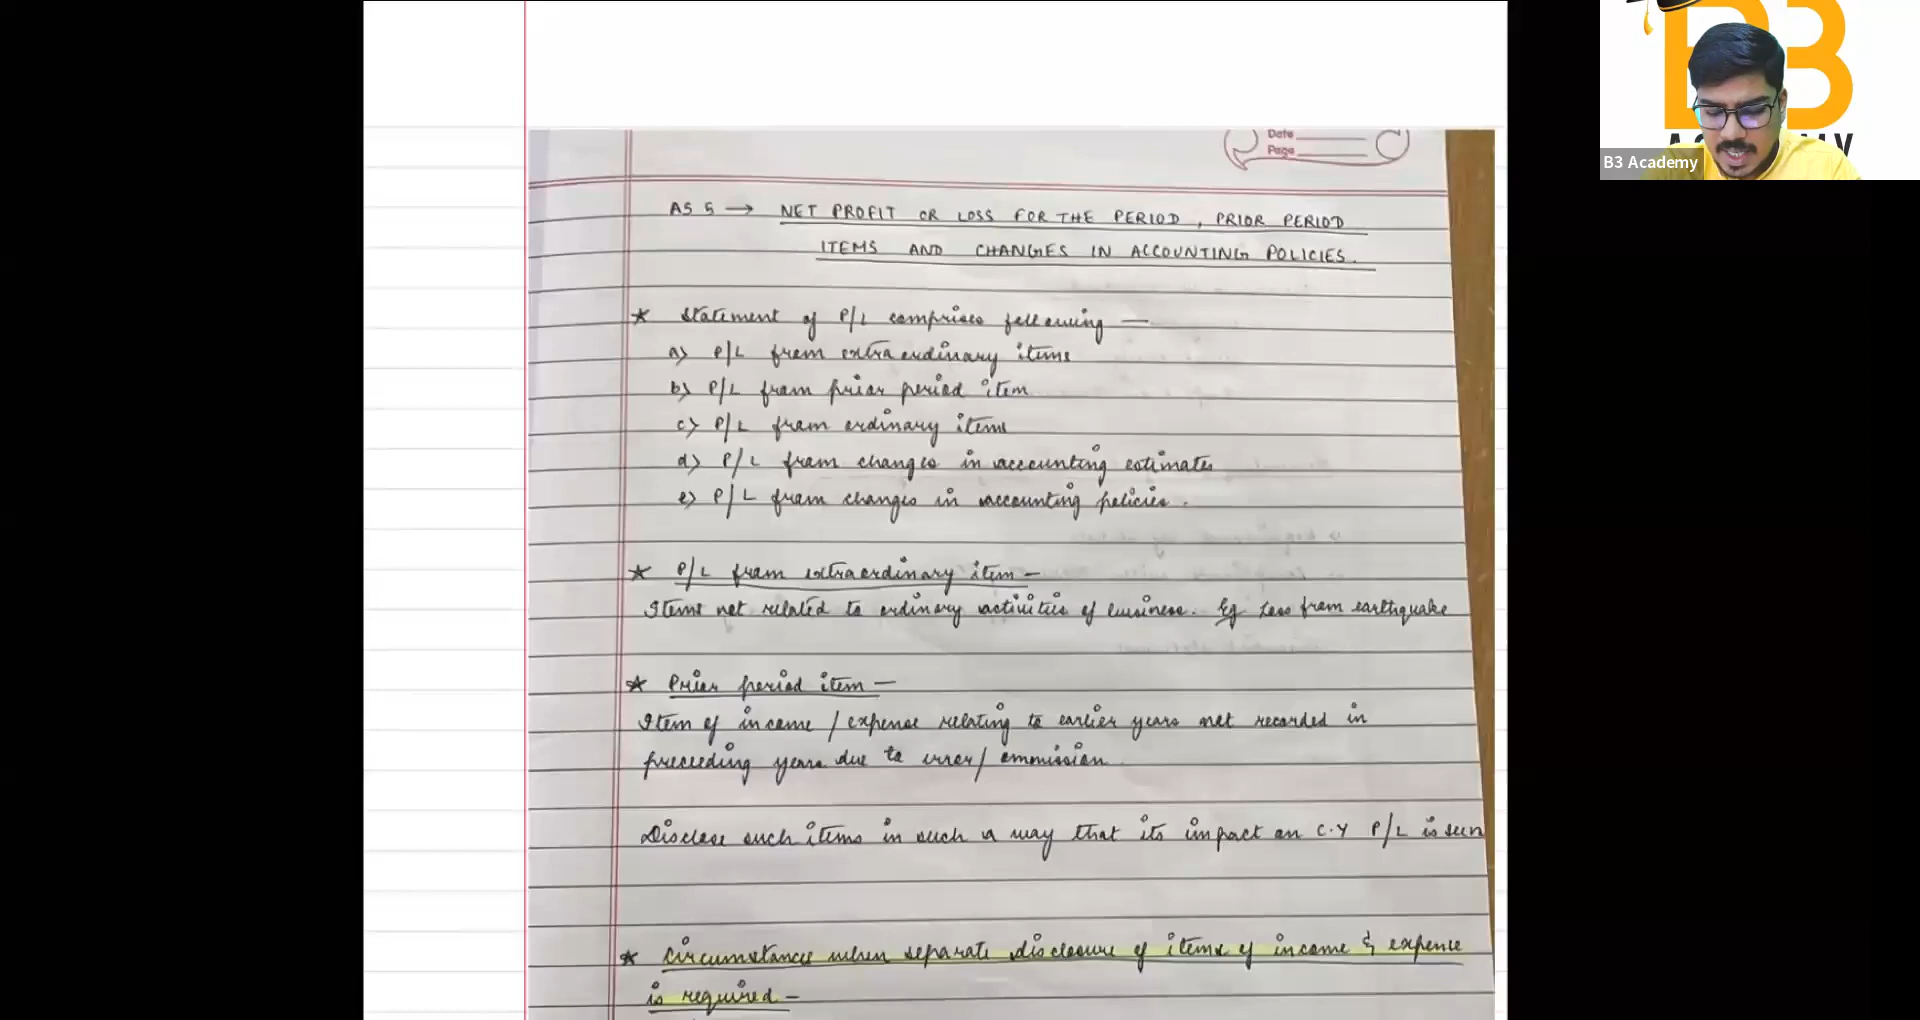 B3
B3 Academy
Date
Page
AS 5 → NET PROFIT OR LOSS FOR THE PERIOD, PRIOR PERIOD
ITEMS AND CHANGES IN ACCOUNTING POLICIES.
* Statement of P/L comprises following —
a) P/L from extraordinary items
b) P/L from prior period item
c) P/L from ordinary items
d) P/L from changes in accounting estimates
e) P/L from changes in accounting policies.
* P/L from extraordinary item -
Items not related to ordinary activities of business. Eg Loss from earthquake
* Prior period item —
Item of income / expense relating to earlier years not recorded in
preceeding years due to error / ommission
Disclose such items in such a way that its impact on C.Y P/L is seen
* Circumstances when separate disclosure of items of income & expence
is required -